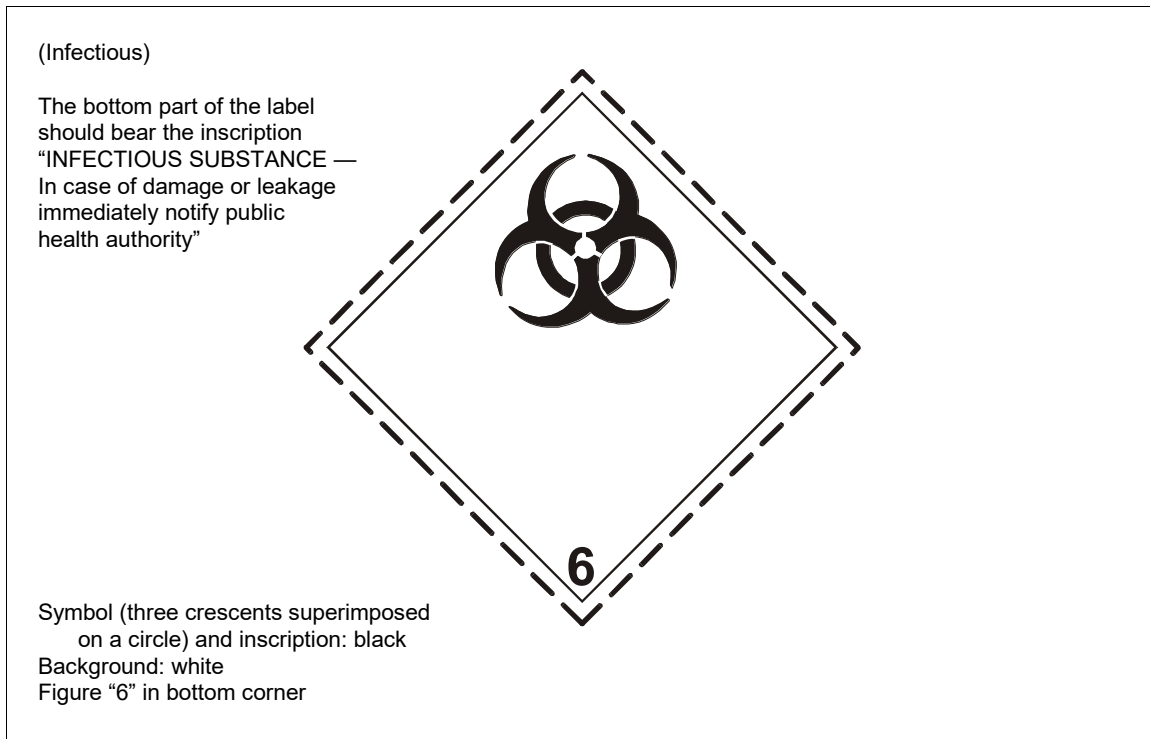 (Infectious)
The bottom part of the label
should bear the inscription
“INFECTIOUS SUBSTANCE —
In case of damage or leakage
immediately notify public
health authority”
6
Symbol (three crescents superimposed
on a circle) and inscription: black
Background: white
Figure “6” in bottom corner